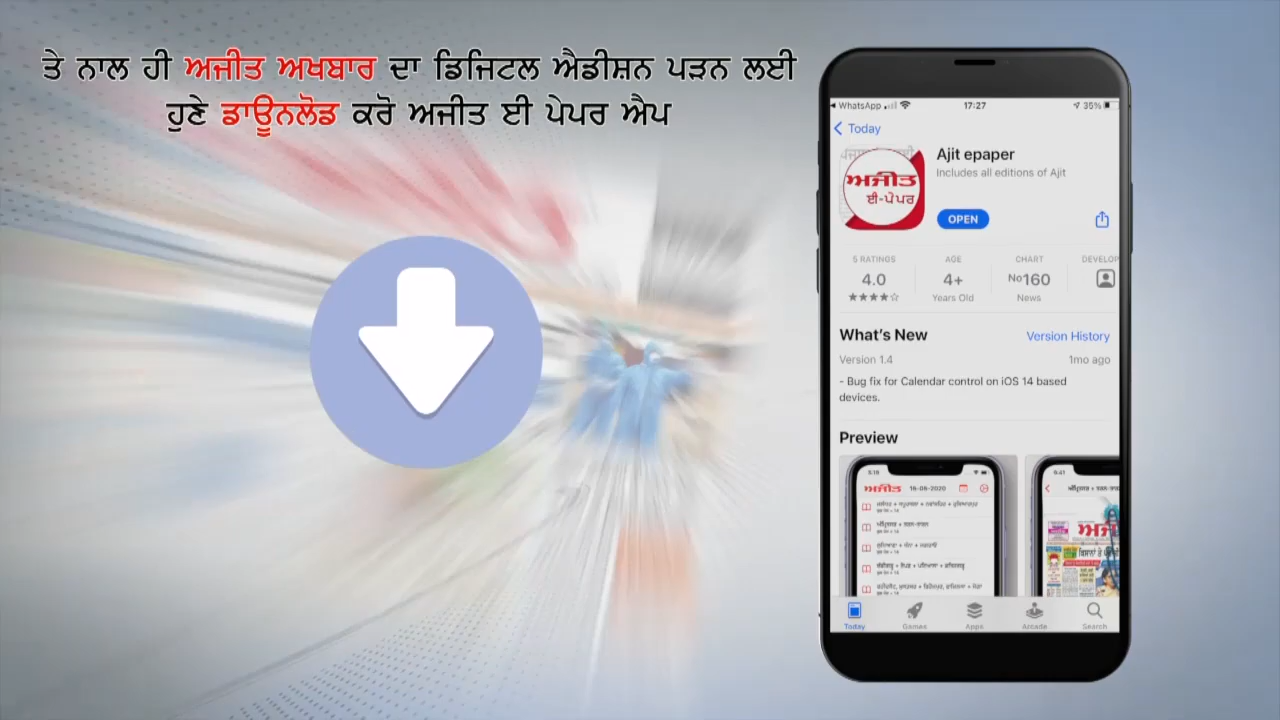 ਤੇ ਨਾਲ ਹੀ ਅਜੀਤ ਅਖਬਾਰ ਦਾ ਡਿਜਿਟਲ ਐਡੀਸ਼ਨ ਪੜਨ ਲਈ
ਹੁਣੇ ਡਾਊਨਲੋਡ ਕਰੋ ਅਜੀਤ ਈ ਪੇਪਰ ਐਪ
WhatsApp 17:27 35%
Today
Ajit epaper
Includes all editions of Ajit
ਅਜੀਤ
ਈ-ਪੇਪਰ
OPEN
5 RATINGS AGE CHART DEVELOP
4.0 4+ No160
Years Old News
What's New Version History
Version 1.4 1mo ago
- Bug fix for Calendar control on iOS 14 based
devices.
Preview
ਅਜੀਤ 16-06-2020
Today Games Apps Arcade Search